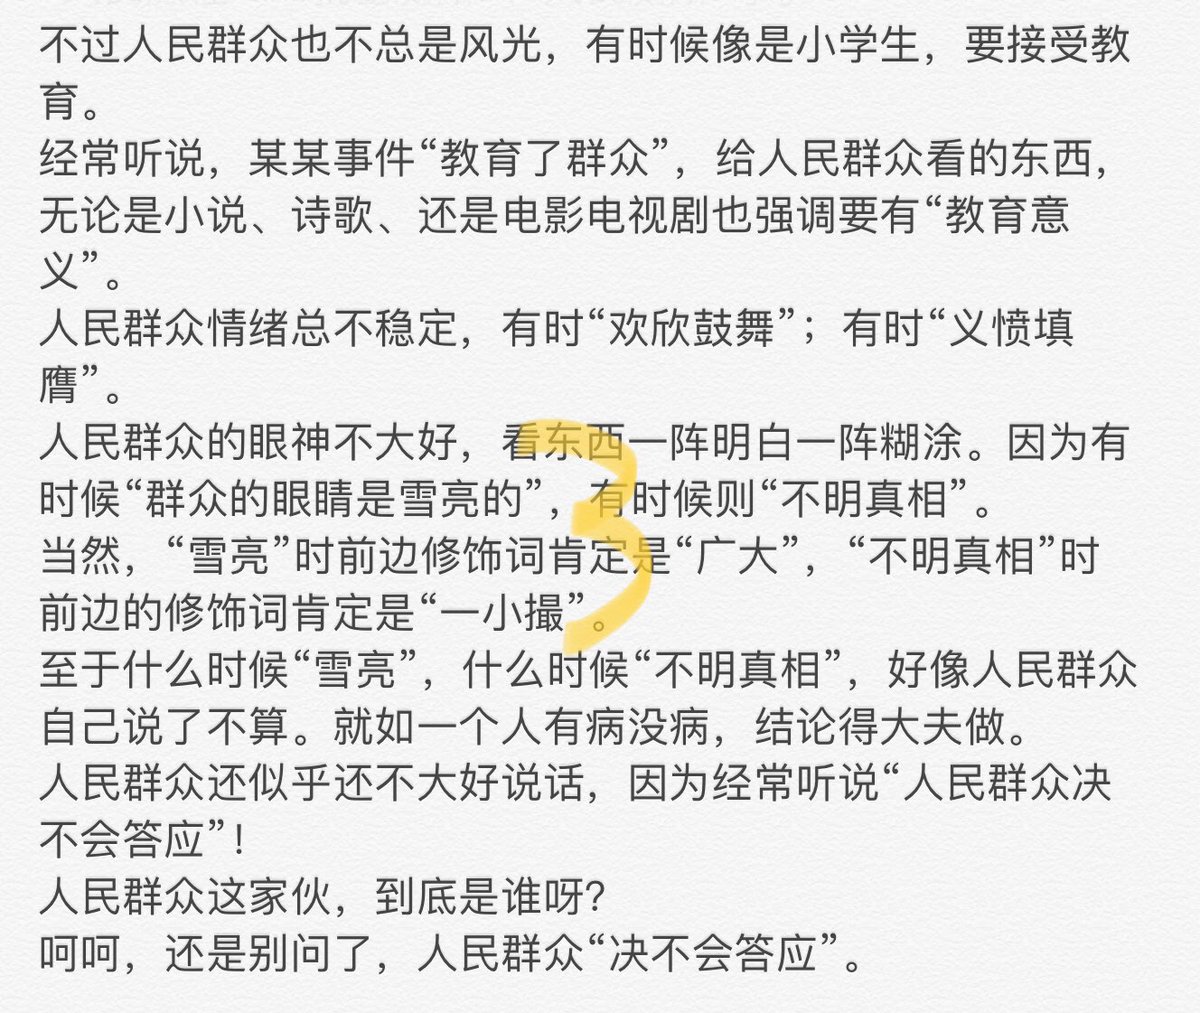 不过人民群众也不总是风光，有时候像是小学生，要接受教
育。
经常听说，某某事件“教育了群众”，给人民群众看的东西，
无论是小说、诗歌、还是电影电视剧也强调要有“教育意
义”。
人民群众情绪总不稳定，有时“欢欣鼓舞”；有时“义愤填
膺”。
人民群众的眼神不大好，看东西一阵明白一阵糊涂。因为有
时候“群众的眼睛是雪亮的”，有时候则“不明真相”。
当然，“雪亮”时前边修饰词肯定是“广大”，“不明真相”时
前边的修饰词肯定是“一小撮”。
至于什么时候“雪亮”，什么时候“不明真相”，好像人民群众
自己说了不算。就如一个人有病没病，结论得大夫做。
人民群众还似乎还不大好说话，因为经常听说“人民群众决
不会答应”！
人民群众这家伙，到底是谁呀？
呵呵，还是别问了，人民群众“决不会答应”。
3